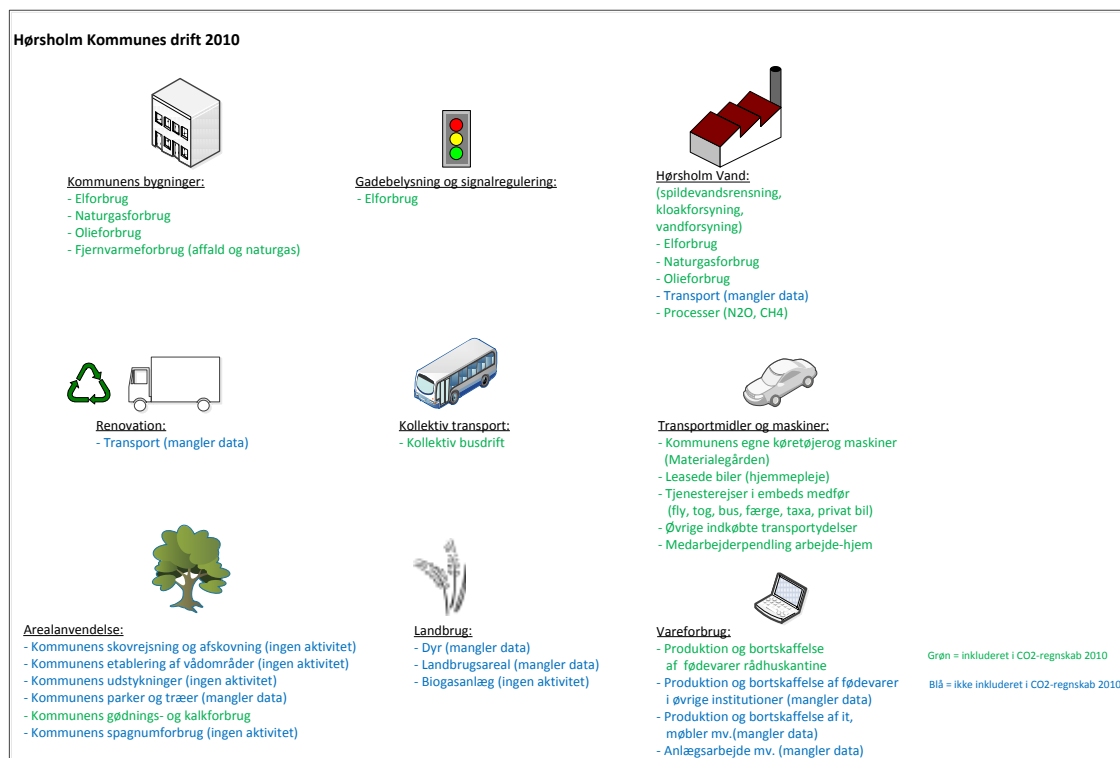 Hørsholm Kommunes drift 2010
Kommunens bygninger:
- Elforbrug
- Naturgasforbrug
- Olieforbrug
- Fjernvarmeforbrug (affald og naturgas)
Gadebelysning og signalregulering:
- Elforbrug
Hørsholm Vand:
(spildevandsrensning,
kloakforsyning,
vandforsyning)
- Elforbrug
- Naturgasforbrug
- Olieforbrug
- Transport (mangler data)
- Processer (N2O, CH4)
Renovation:
- Transport (mangler data)
Kollektiv transport:
- Kollektiv busdrift
Transportmidler og maskiner:
- Kommunens egne køretøjerog maskiner
(Materialegården)
- Leasede biler (hjemmepleje)
- Tjenesterejser i embeds medfør
(fly, tog, bus, færge, taxa, privat bil)
- Øvrige indkøbte transportydelser
- Medarbejderpendling arbejde-hjem
Arealanvendelse:
- Kommunens skovrejsning og afskovning (ingen aktivitet)
- Kommunens etablering af vådområder (ingen aktivitet)
- Kommunens udstykninger (ingen aktivitet)
- Kommunens parker og træer (mangler data)
- Kommunens gødnings- og kalkforbrug
- Kommunens spagnumforbrug (ingen aktivitet)
Landbrug:
- Dyr (mangler data)
- Landbrugsareal (mangler data)
- Biogasanlæg (ingen aktivitet)
Vareforbrug:
- Produktion og bortskaffelse
af fødevarer rådhuskantine
- Produktion og bortskaffelse af fødevarer
i øvrige institutioner (mangler data)
- Produktion og bortskaffelse af it,
møbler mv.(mangler data)
- Anlægsarbejde mv. (mangler data)
Grøn = inkluderet i CO2-regnskab 2010
Blå = ikke inkluderet i CO2-regnskab 2010